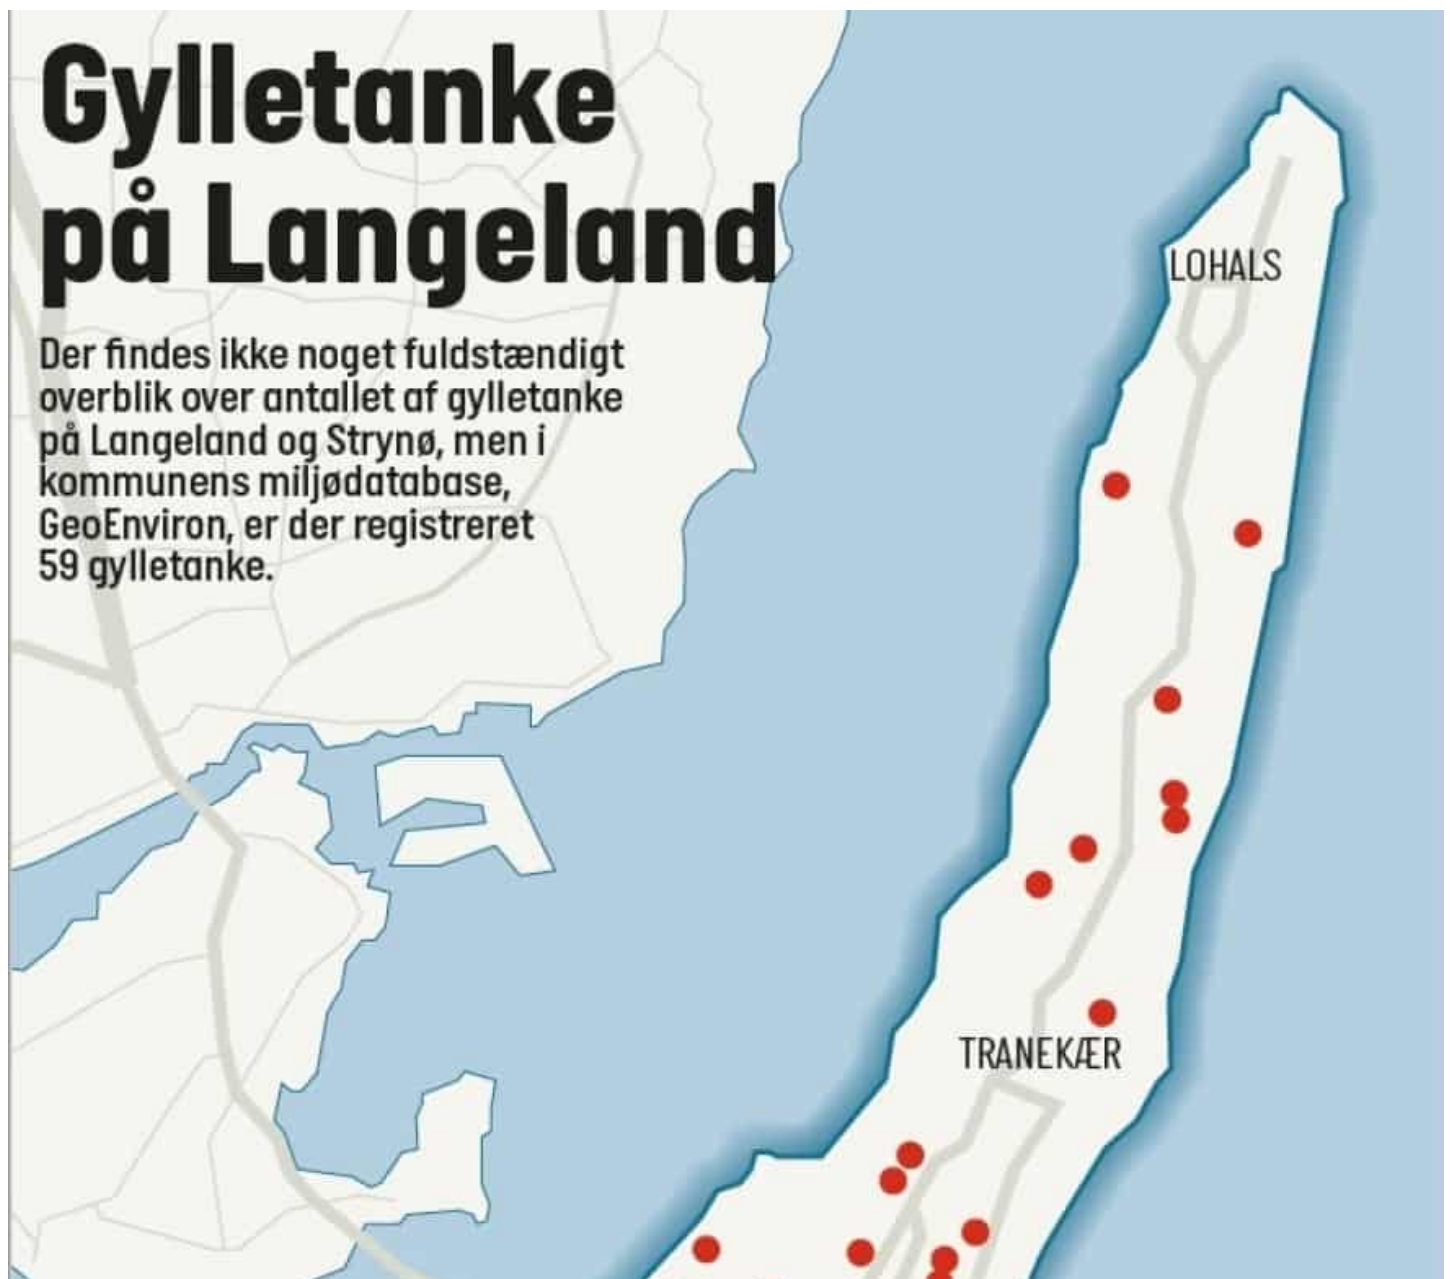 Gylletanke
på Langeland
Der findes ikke noget fuldstændigt
overblik over antallet af gylletanke
på Langeland og Strynø, men i
kommunens miljødatabase,
GeoEnviron, er der registreret
59 gylletanke.
LOHALS
TRANEKÆR